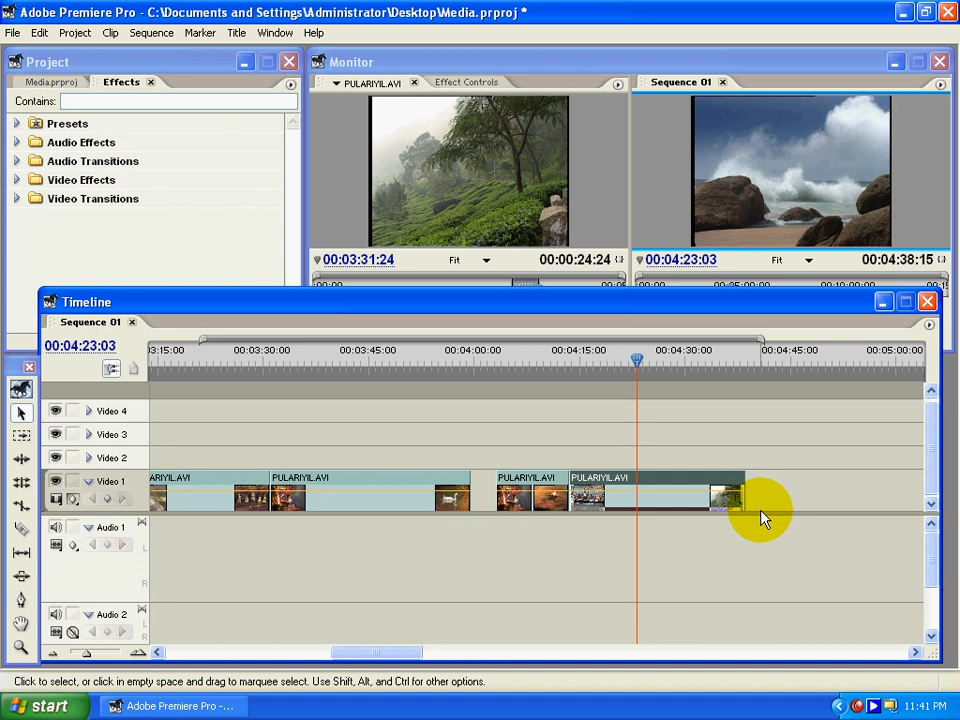 Adobe Premiere Pro - C:\Documents and Settings\Administrator\Desktop\Media.prproj *
File Edit Project Clip Sequence Marker Title Window Help
Project
Monitor
Media.prproj Effects
PULARIYIL.AVI Effect Controls
Sequence 01
Contains:
Presets
Audio Effects
Audio Transitions
Video Effects
Video Transitions
00:03:31:24 Fit 00:00:24:24
00:04:23:03 Fit 00:04:38:15
Timeline
Sequence 01
00:04:23:03
3:15:00 00:03:30:00 00:03:45:00 00:04:00:00 00:04:15:00 00:04:30:00 00:04:45:00 00:05:00:00
Video 4
Video 3
Video 2
Video 1
ARIYIL.AVI PULARIYIL.AVI PULARIYIL.AVI PULARIYIL.AVI
Audio 1
L
R
Audio 2
L
R
Click to select, or click in empty space and drag to marquee select. Use Shift, Alt, and Ctrl for other options.
start Adobe Premiere Pro -... 11:41 PM